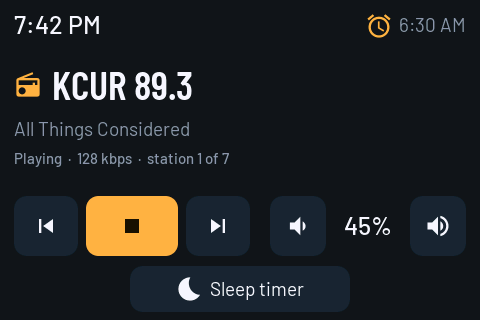 7:42 PM 6:30 AM
KCUR 89.3
All Things Considered
Playing · 128 kbps · station 1 of 7
45%
Sleep timer